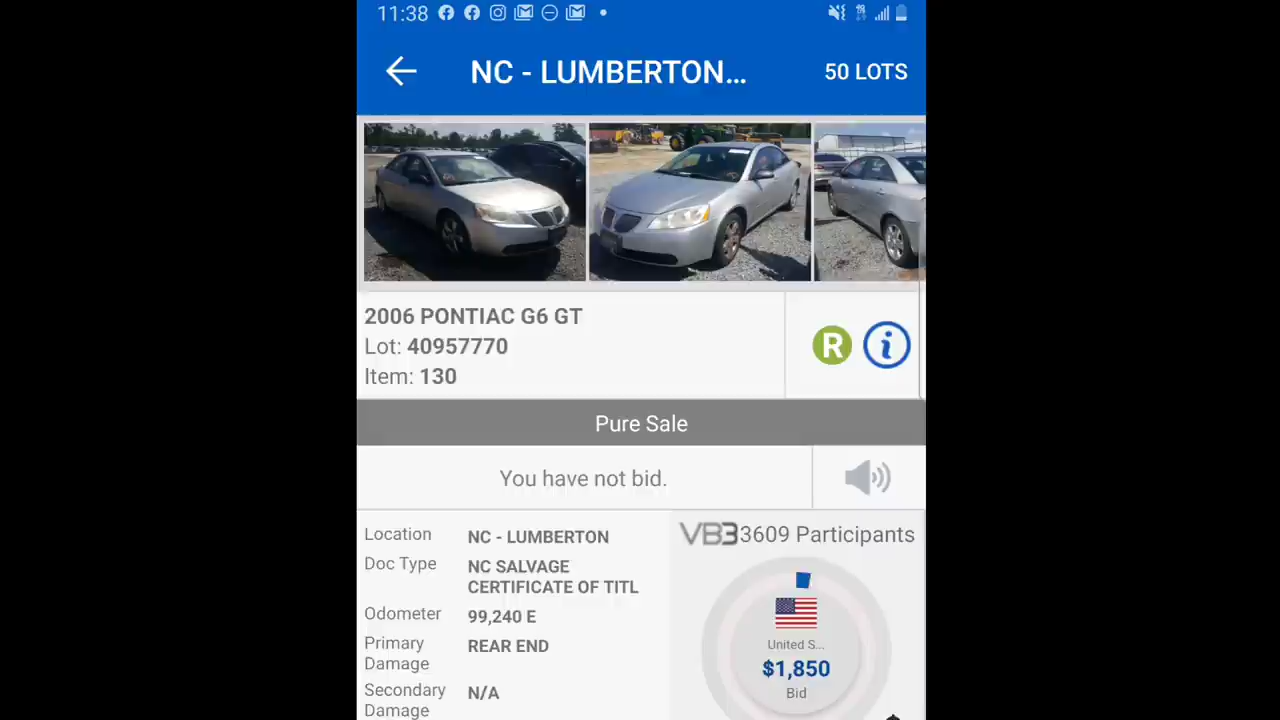 11:38
NC - LUMBERTON...
50 LOTS
2006 PONTIAC G6 GT
Lot: 40957770
Item: 130
R
i
Pure Sale
You have not bid.
Location NC - LUMBERTON
Doc Type NC SALVAGE
CERTIFICATE OF TITL
Odometer 99,240 E
Primary
Damage
REAR END
Secondary
Damage
N/A
VB3 3609 Participants
United S...
$1,850
Bid